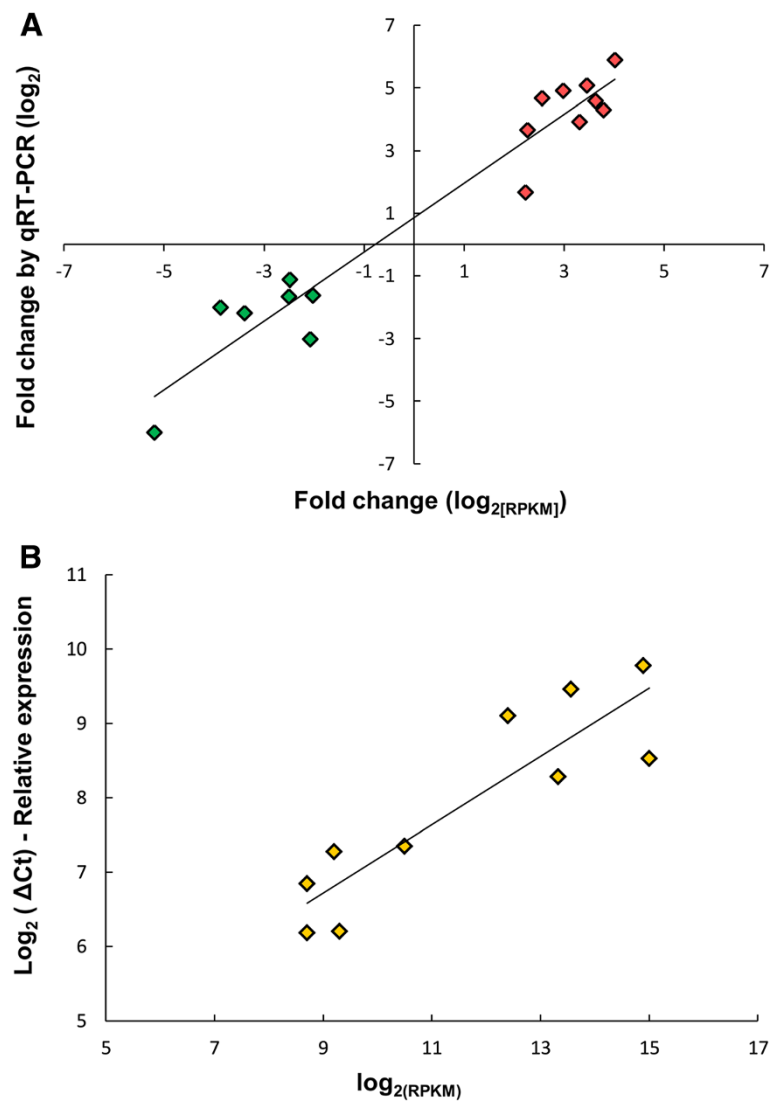 A
Fold change by qRT-PCR (log2)
7
5
3
1
-7 -5 -3 -1 1 3 5 7
-1
-3
-5
-7
Fold change (log2[RPKM])
B
Log2 ( ΔCt) - Relative expression
11
10
9
8
7
6
5
5 7 9 11 13 15 17
log2(RPKM)